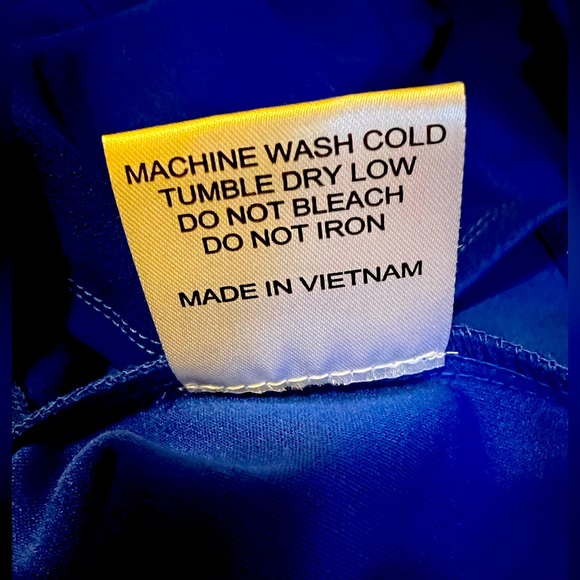 MACHINE WASH COLD
TUMBLE DRY LOW
DO NOT BLEACH
DO NOT IRON
MADE IN VIETNAM